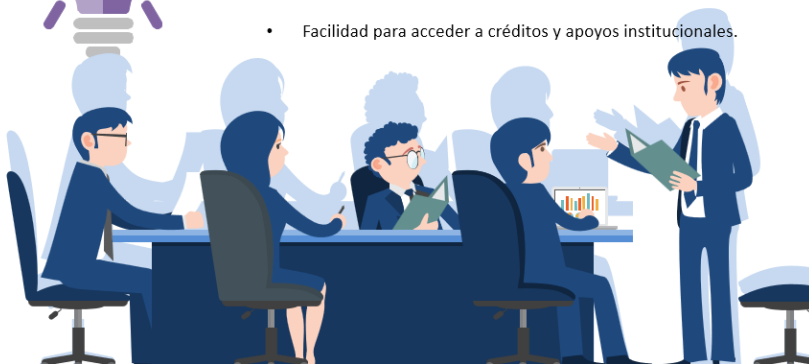 • Facilidad para acceder a créditos y apoyos institucionales.